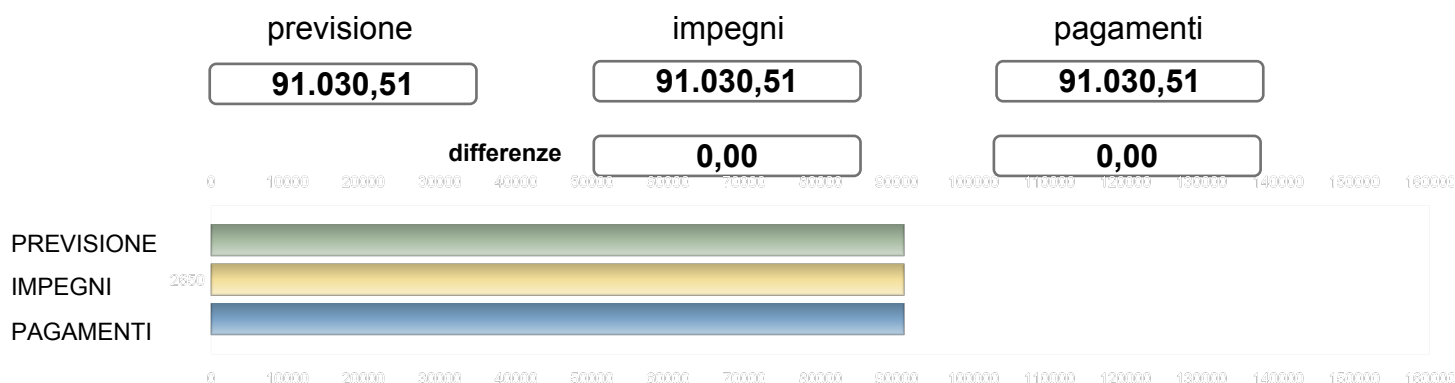 previsione impegni pagamenti
91.030,51 91.030,51 91.030,51
differenze 0,00 0,00
0 10000 20000 30000 40000 50000 60000 70000 80000 90000 100000 110000 120000 130000 140000 150000 160000
PREVISIONE
2650
IMPEGNI
PAGAMENTI
0 10000 20000 30000 40000 50000 60000 70000 80000 90000 100000 110000 120000 130000 140000 150000 160000